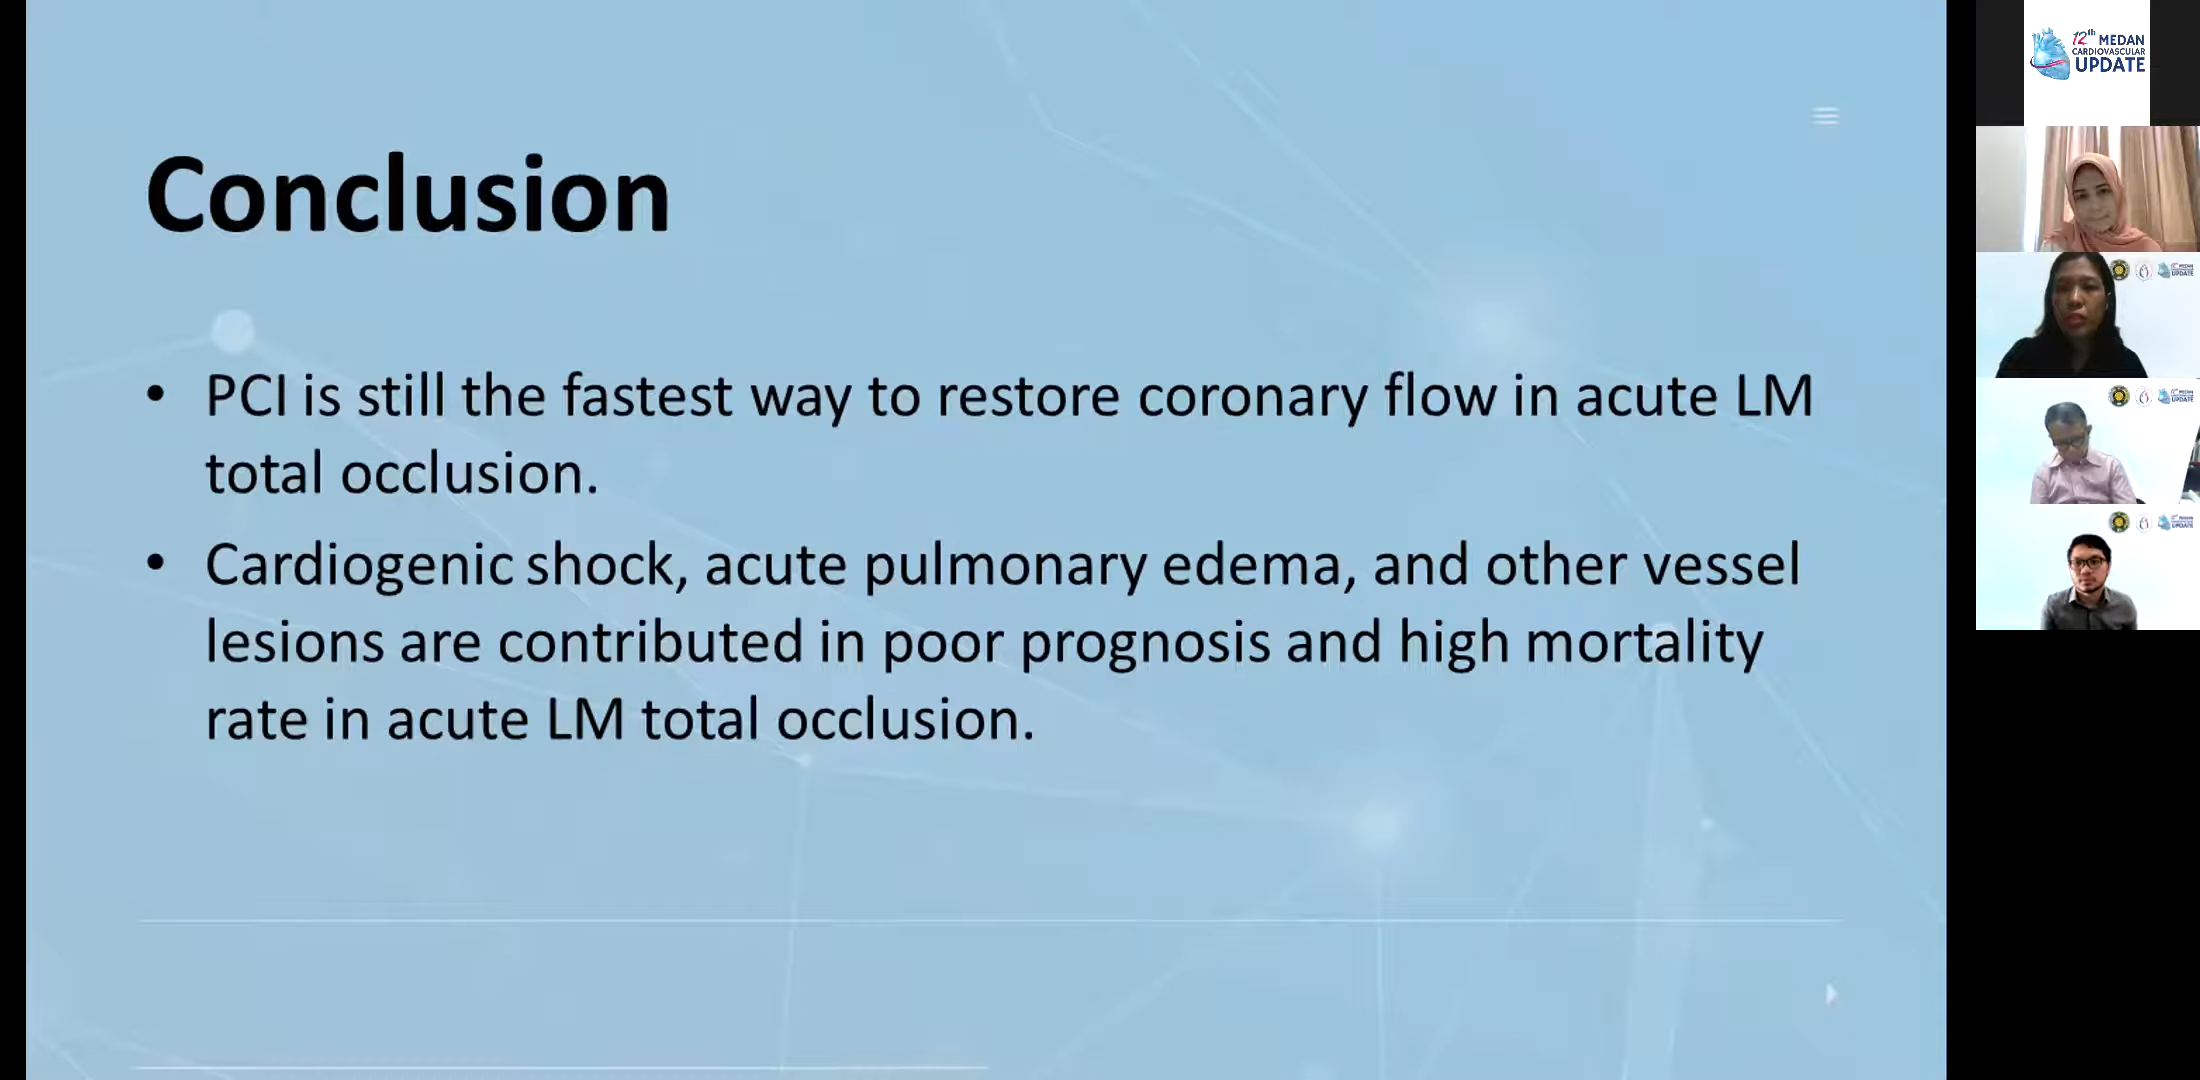 Conclusion
• PCI is still the fastest way to restore coronary flow in acute LM
total occlusion.
• Cardiogenic shock, acute pulmonary edema, and other vessel
lesions are contributed in poor prognosis and high mortality
rate in acute LM total occlusion.
12th MEDAN
CARDIOVASCULAR
UPDATE